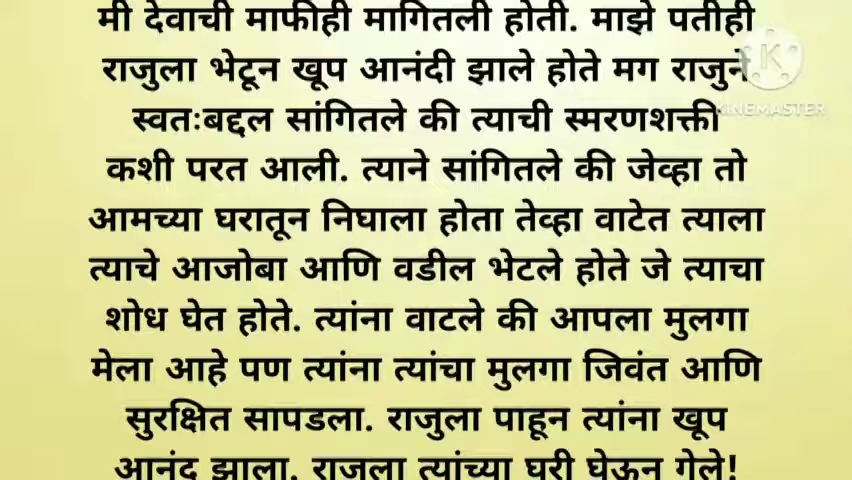 मी देवाची माफीही मागितली होती. माझे पतीही
राजुला भेटून खूप आनंदी झाले होते मग राजुने
स्वतःबद्दल सांगितले की त्याची स्मरणशक्ती
कशी परत आली. त्याने सांगितले की जेव्हा तो
आमच्या घरातून निघाला होता तेव्हा वाटेत त्याला
त्याचे आजोबा आणि वडील भेटले होते जे त्याचा
शोध घेत होते. त्यांना वाटले की आपला मुलगा
मेला आहे पण त्यांना त्यांचा मुलगा जिवंत आणि
सुरक्षित सापडला. राजुला पाहून त्यांना खूप
आनंद झाला. राजुला त्यांच्या घरी घेऊन गेले!
K
KINEMASTER